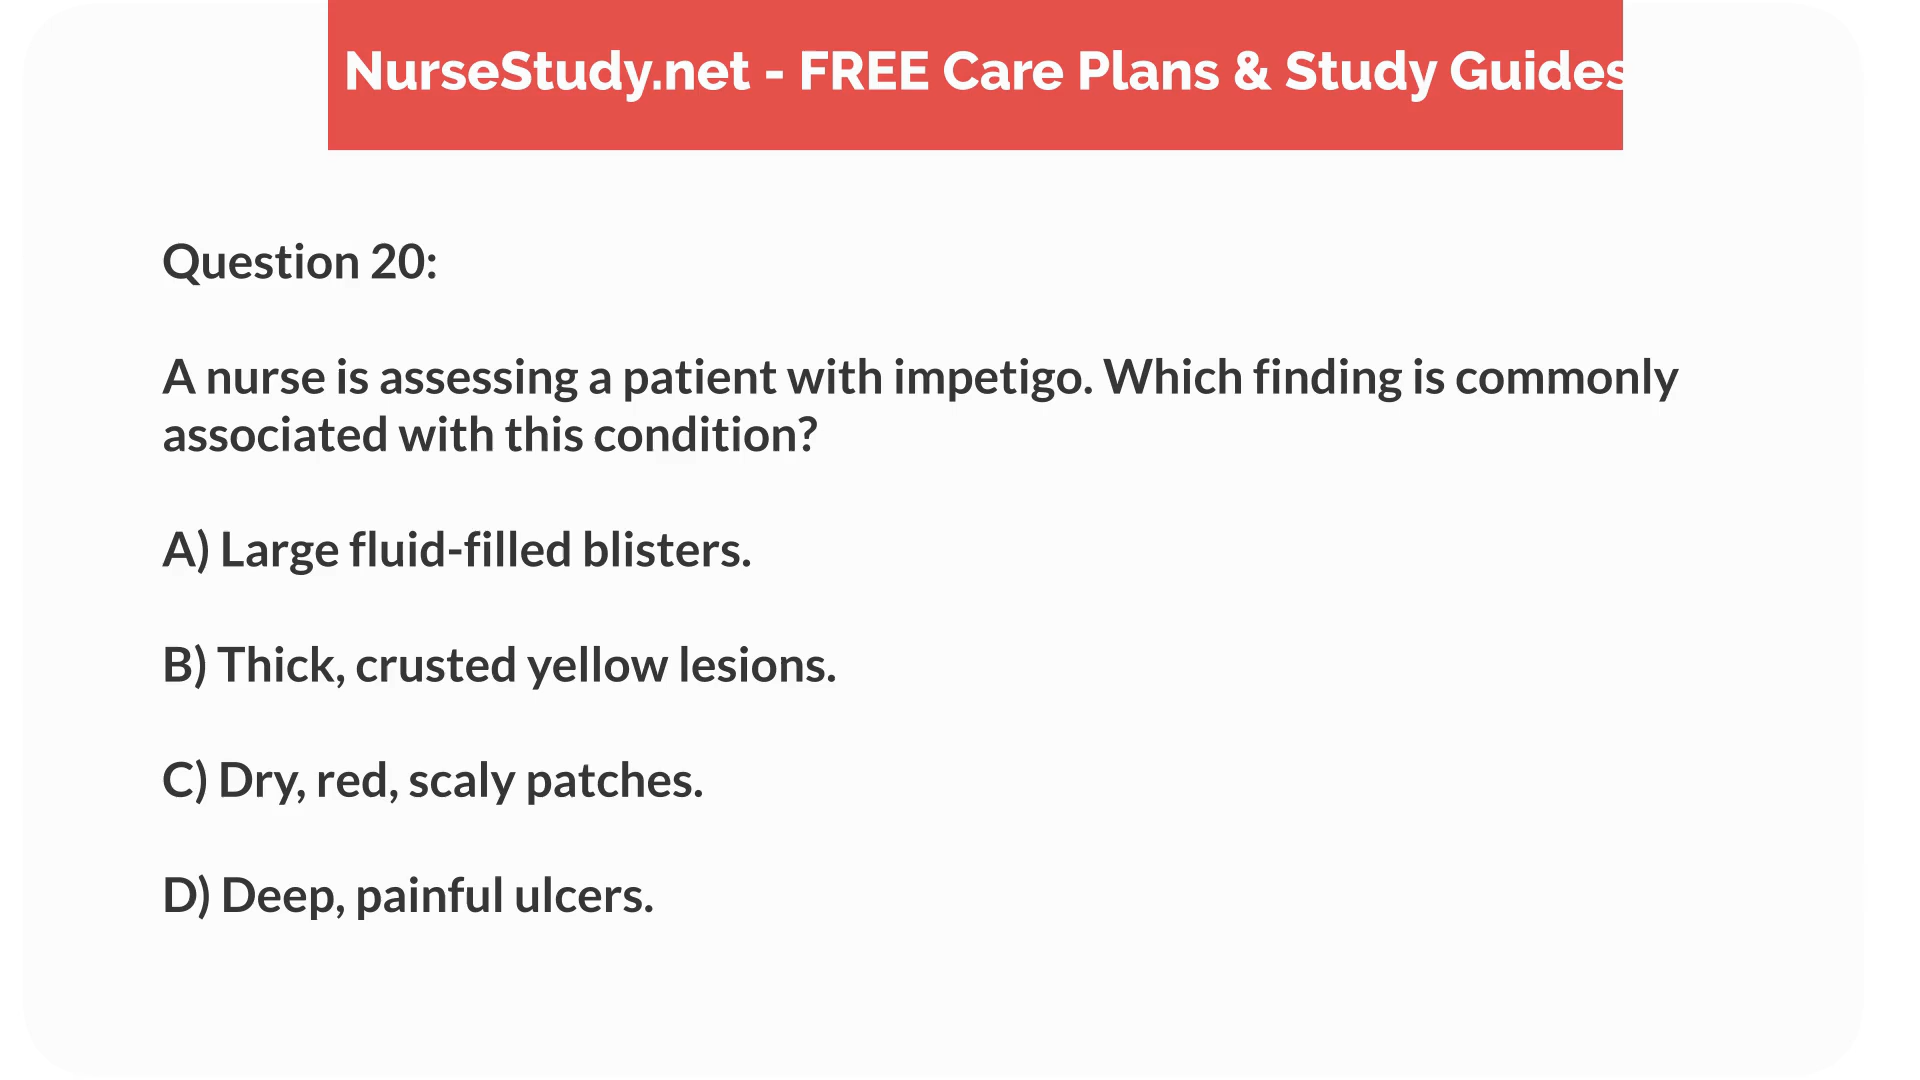 NurseStudy.net - FREE Care Plans & Study Guides
Question 20:
A nurse is assessing a patient with impetigo. Which finding is commonly
associated with this condition?
A) Large fluid-filled blisters.
B) Thick, crusted yellow lesions.
C) Dry, red, scaly patches.
D) Deep, painful ulcers.